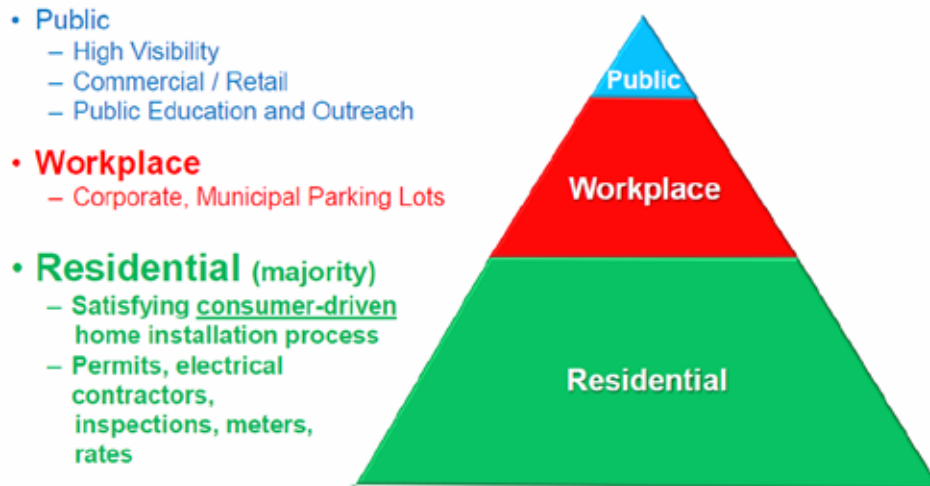 • Public
– High Visibility
– Commercial / Retail
– Public Education and Outreach
• Workplace
– Corporate, Municipal Parking Lots
• Residential (majority)
– Satisfying consumer-driven
home installation process
– Permits, electrical
contractors,
inspections, meters,
rates
Public
Workplace
Residential